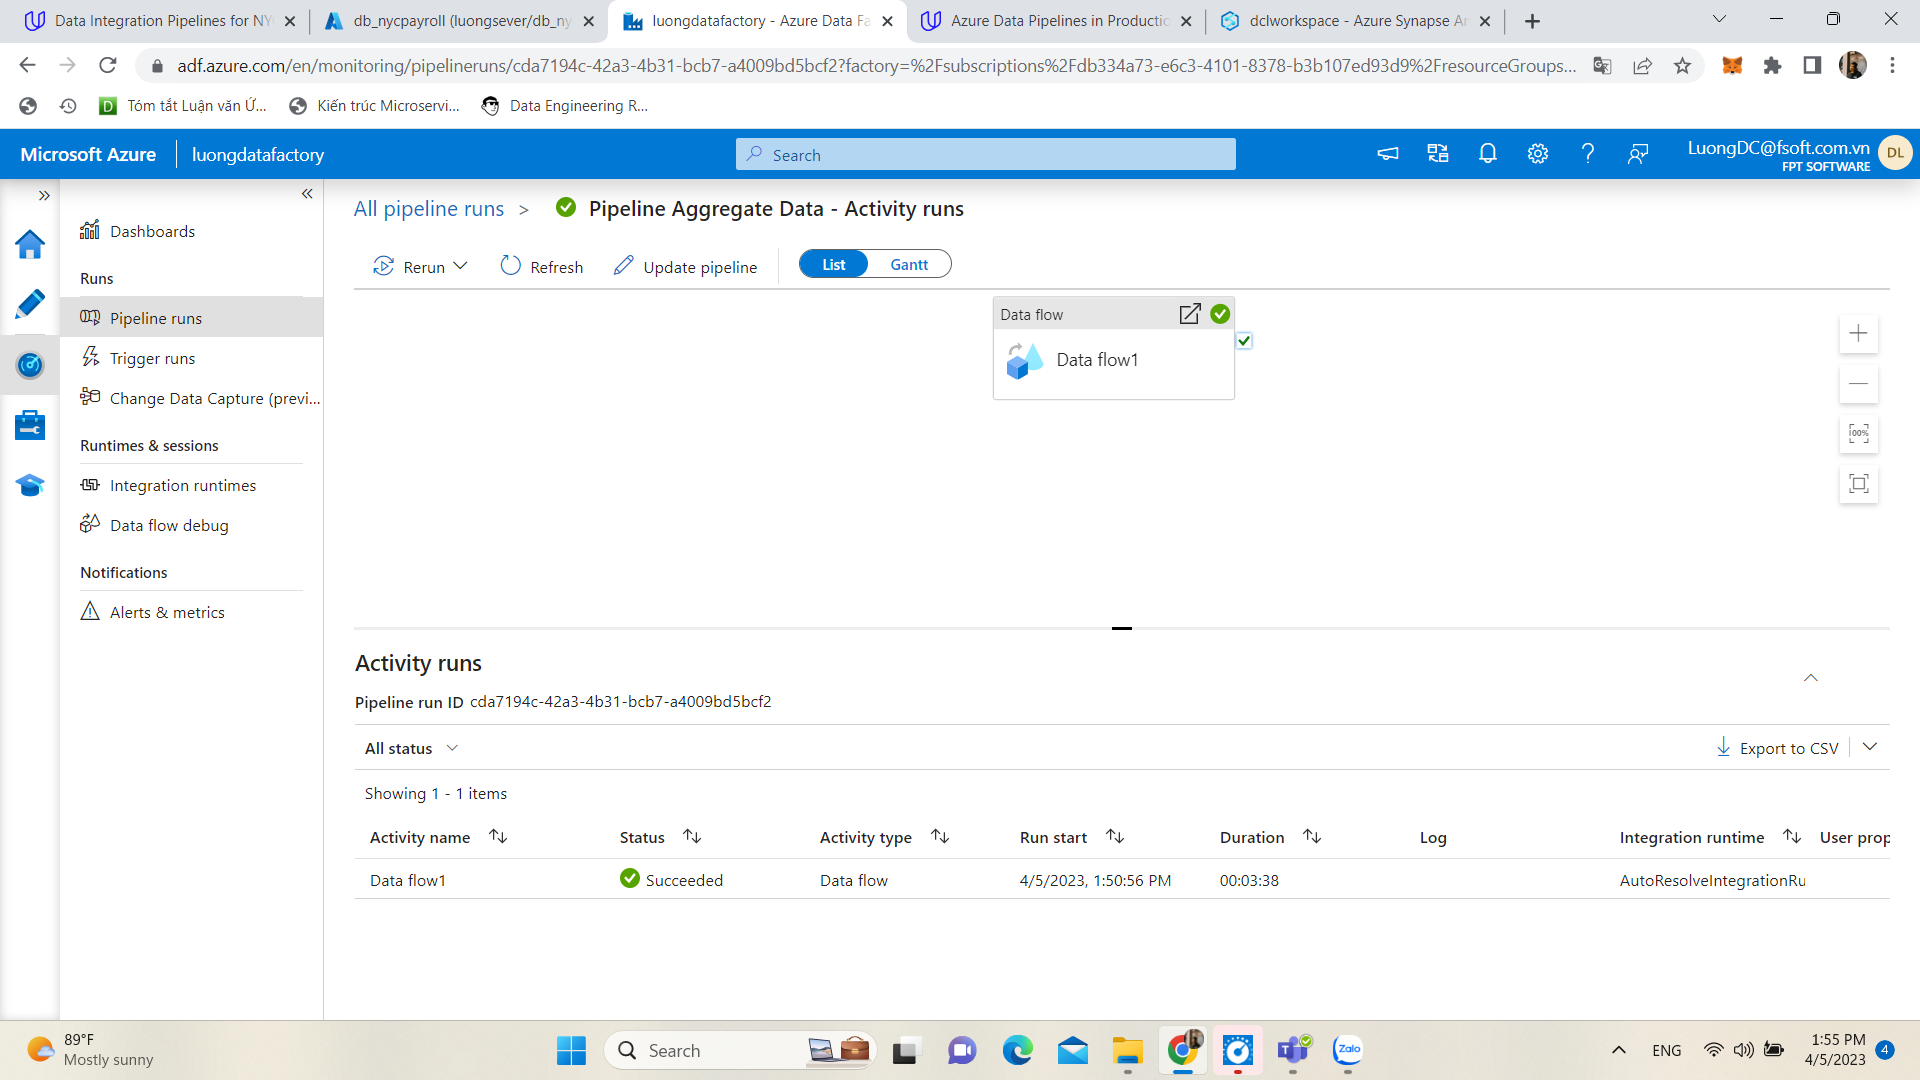 Data Integration Pipelines for NY
db_nycpayroll (luongsever/db_ny
luongdatafactory - Azure Data Fa
Azure Data Pipelines in Productio
dclworkspace - Azure Synapse An
adf.azure.com/en/monitoring/pipelineruns/cda7194c-42a3-4b31-bcb7-a4009bd5bcf2?factory=%2Fsubscriptions%2Fdb334a73-e6c3-4101-8378-b3b107ed93d9%2FresourceGroups...
Tóm tắt Luận văn Ứ...
Kiến trúc Microservi...
Data Engineering R...
Microsoft Azure
luongdatafactory
Search
LuongDC@fsoft.com.vn
FPT SOFTWARE
DL
Dashboards
Runs
Pipeline runs
Trigger runs
Change Data Capture (previ...
Runtimes & sessions
Integration runtimes
Data flow debug
Notifications
Alerts & metrics
All pipeline runs > Pipeline Aggregate Data - Activity runs
Rerun
Refresh
Update pipeline
List
Gantt
Data flow
Data flow1
100%
Activity runs
Pipeline run ID cda7194c-42a3-4b31-bcb7-a4009bd5bcf2
All status
Export to CSV
Showing 1 - 1 items
Activity name Status Activity type Run start Duration Log Integration runtime User prop
Data flow1 Succeeded Data flow 4/5/2023, 1:50:56 PM 00:03:38 AutoResolveIntegrationRu
89°F
Mostly sunny
Search
Zalo
ENG
1:55 PM
4/5/2023
4